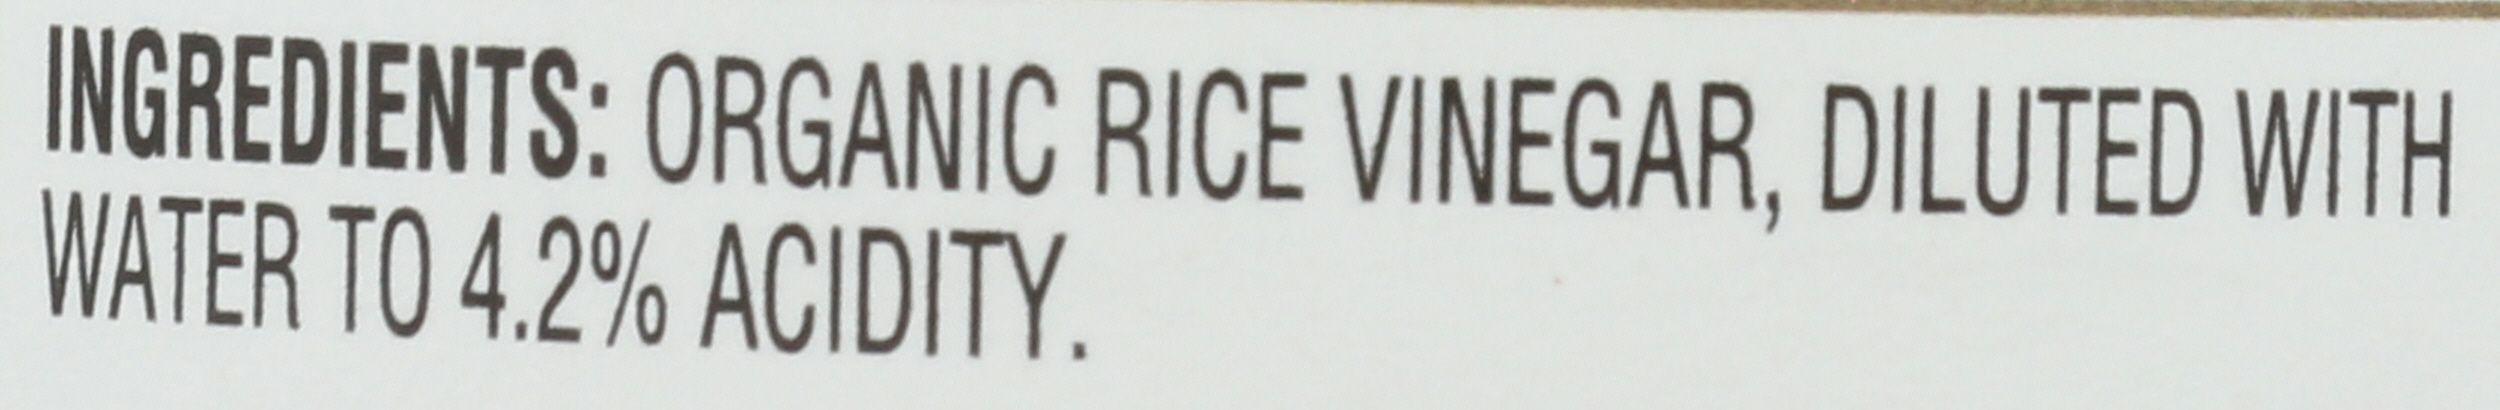 INGREDIENTS: ORGANIC RICE VINEGAR, DILUTED WITH
WATER TO 4.2% ACIDITY.